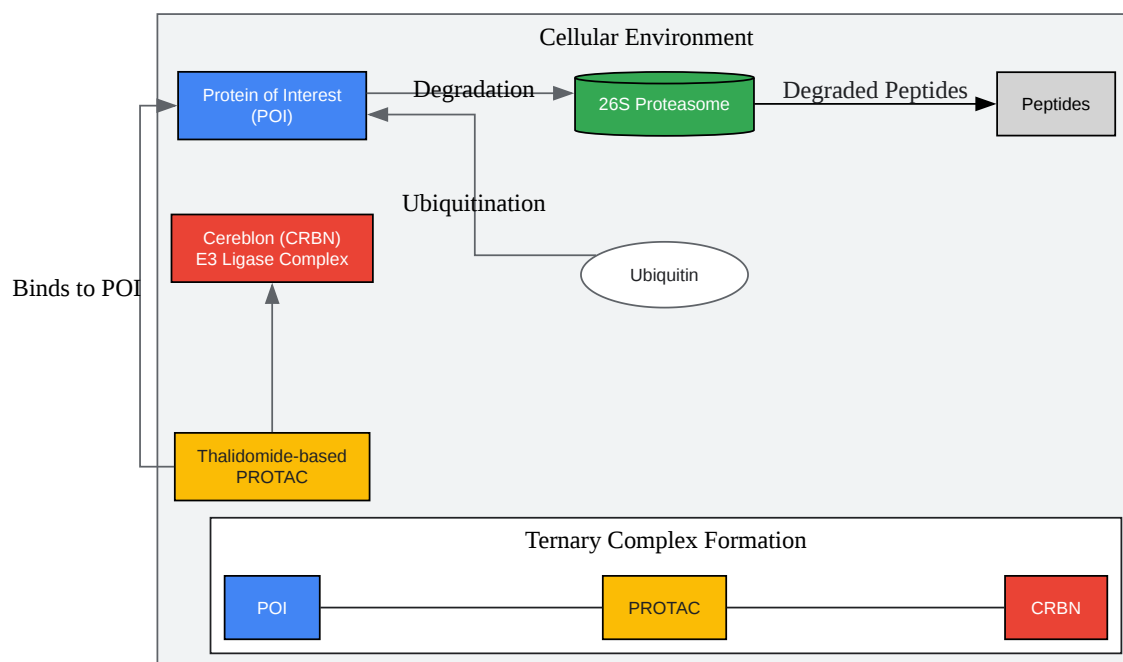 Cellular Environment
Protein of Interest
(POI)
Degradation
26S Proteasome
Degraded Peptides
Peptides
Ubiquitination
Cereblon (CRBN)
E3 Ligase Complex
Ubiquitin
Binds to POI
Thalidomide-based
PROTAC
Ternary Complex Formation
POI
PROTAC
CRBN